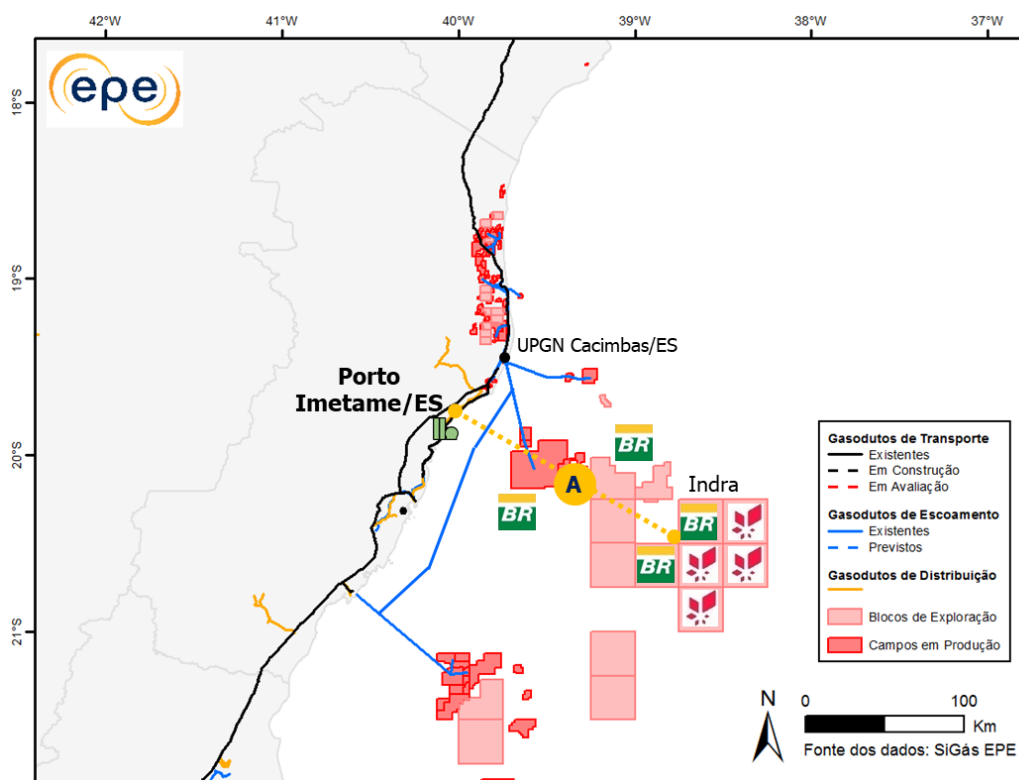 42°W
41°W
40°W
39°W
38°W
37°W
epe
18°S
19°S
UPGN Cacimbas/ES
Porto
Imetame/ES
BR
20°S
A
Indra
BR
BR
BR
21°S
Gasodutos de Transporte
Existentes
Em Construção
Em Avaliação
Gasodutos de Escoamento
Existentes
Previstos
Gasodutos de Distribuição
Blocos de Exploração
Campos em Produção
N
0
100
Km
Fonte dos dados: SiGás EPE